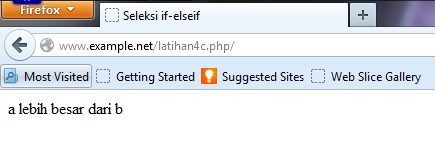 Firefox
Seleksi if-elseif
www.example.net/latihan4c.php/
Most Visited Getting Started Suggested Sites Web Slice Gallery
a lebih besar dari b